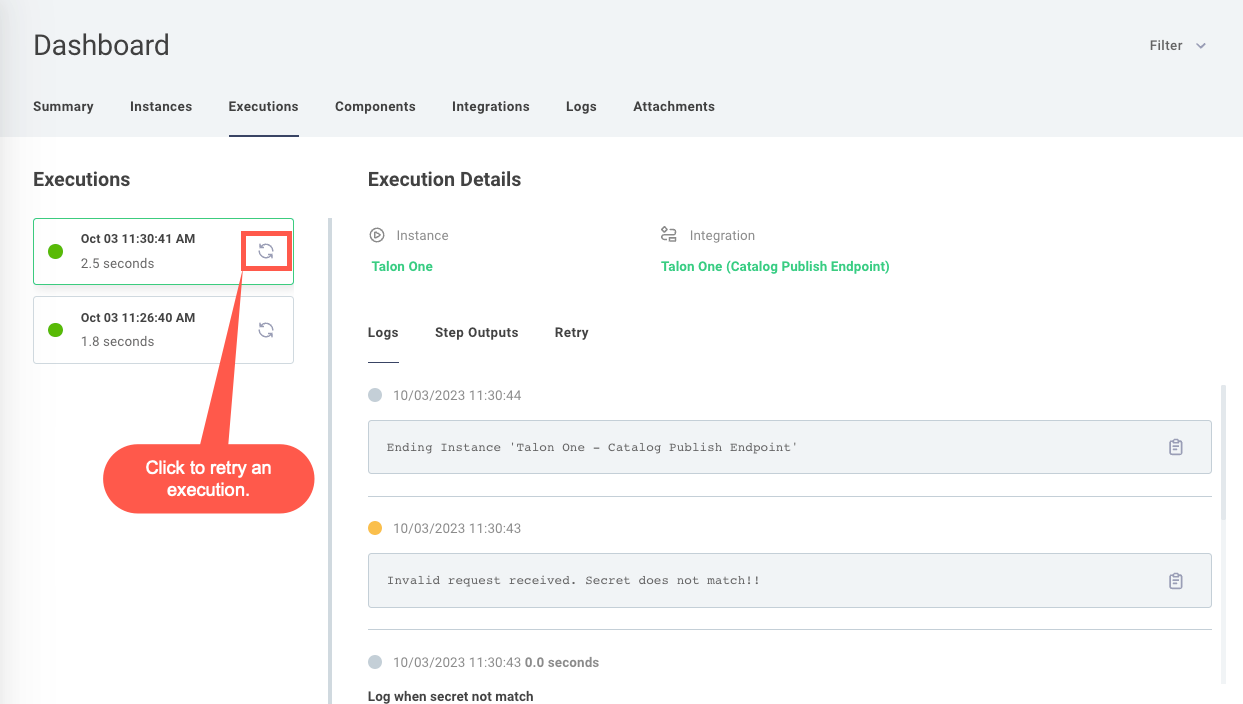 Dashboard
Filter
Summary Instances Executions Components Integrations Logs Attachments
Executions
Oct 03 11:30:41 AM
2.5 seconds
Oct 03 11:26:40 AM
1.8 seconds
Click to retry an
execution.
Execution Details
Instance
Talon One
Integration
Talon One (Catalog Publish Endpoint)
Logs Step Outputs Retry
10/03/2023 11:30:44
Ending Instance 'Talon One - Catalog Publish Endpoint'
10/03/2023 11:30:43
Invalid request received. Secret does not match!!
10/03/2023 11:30:43 0.0 seconds
Log when secret not match